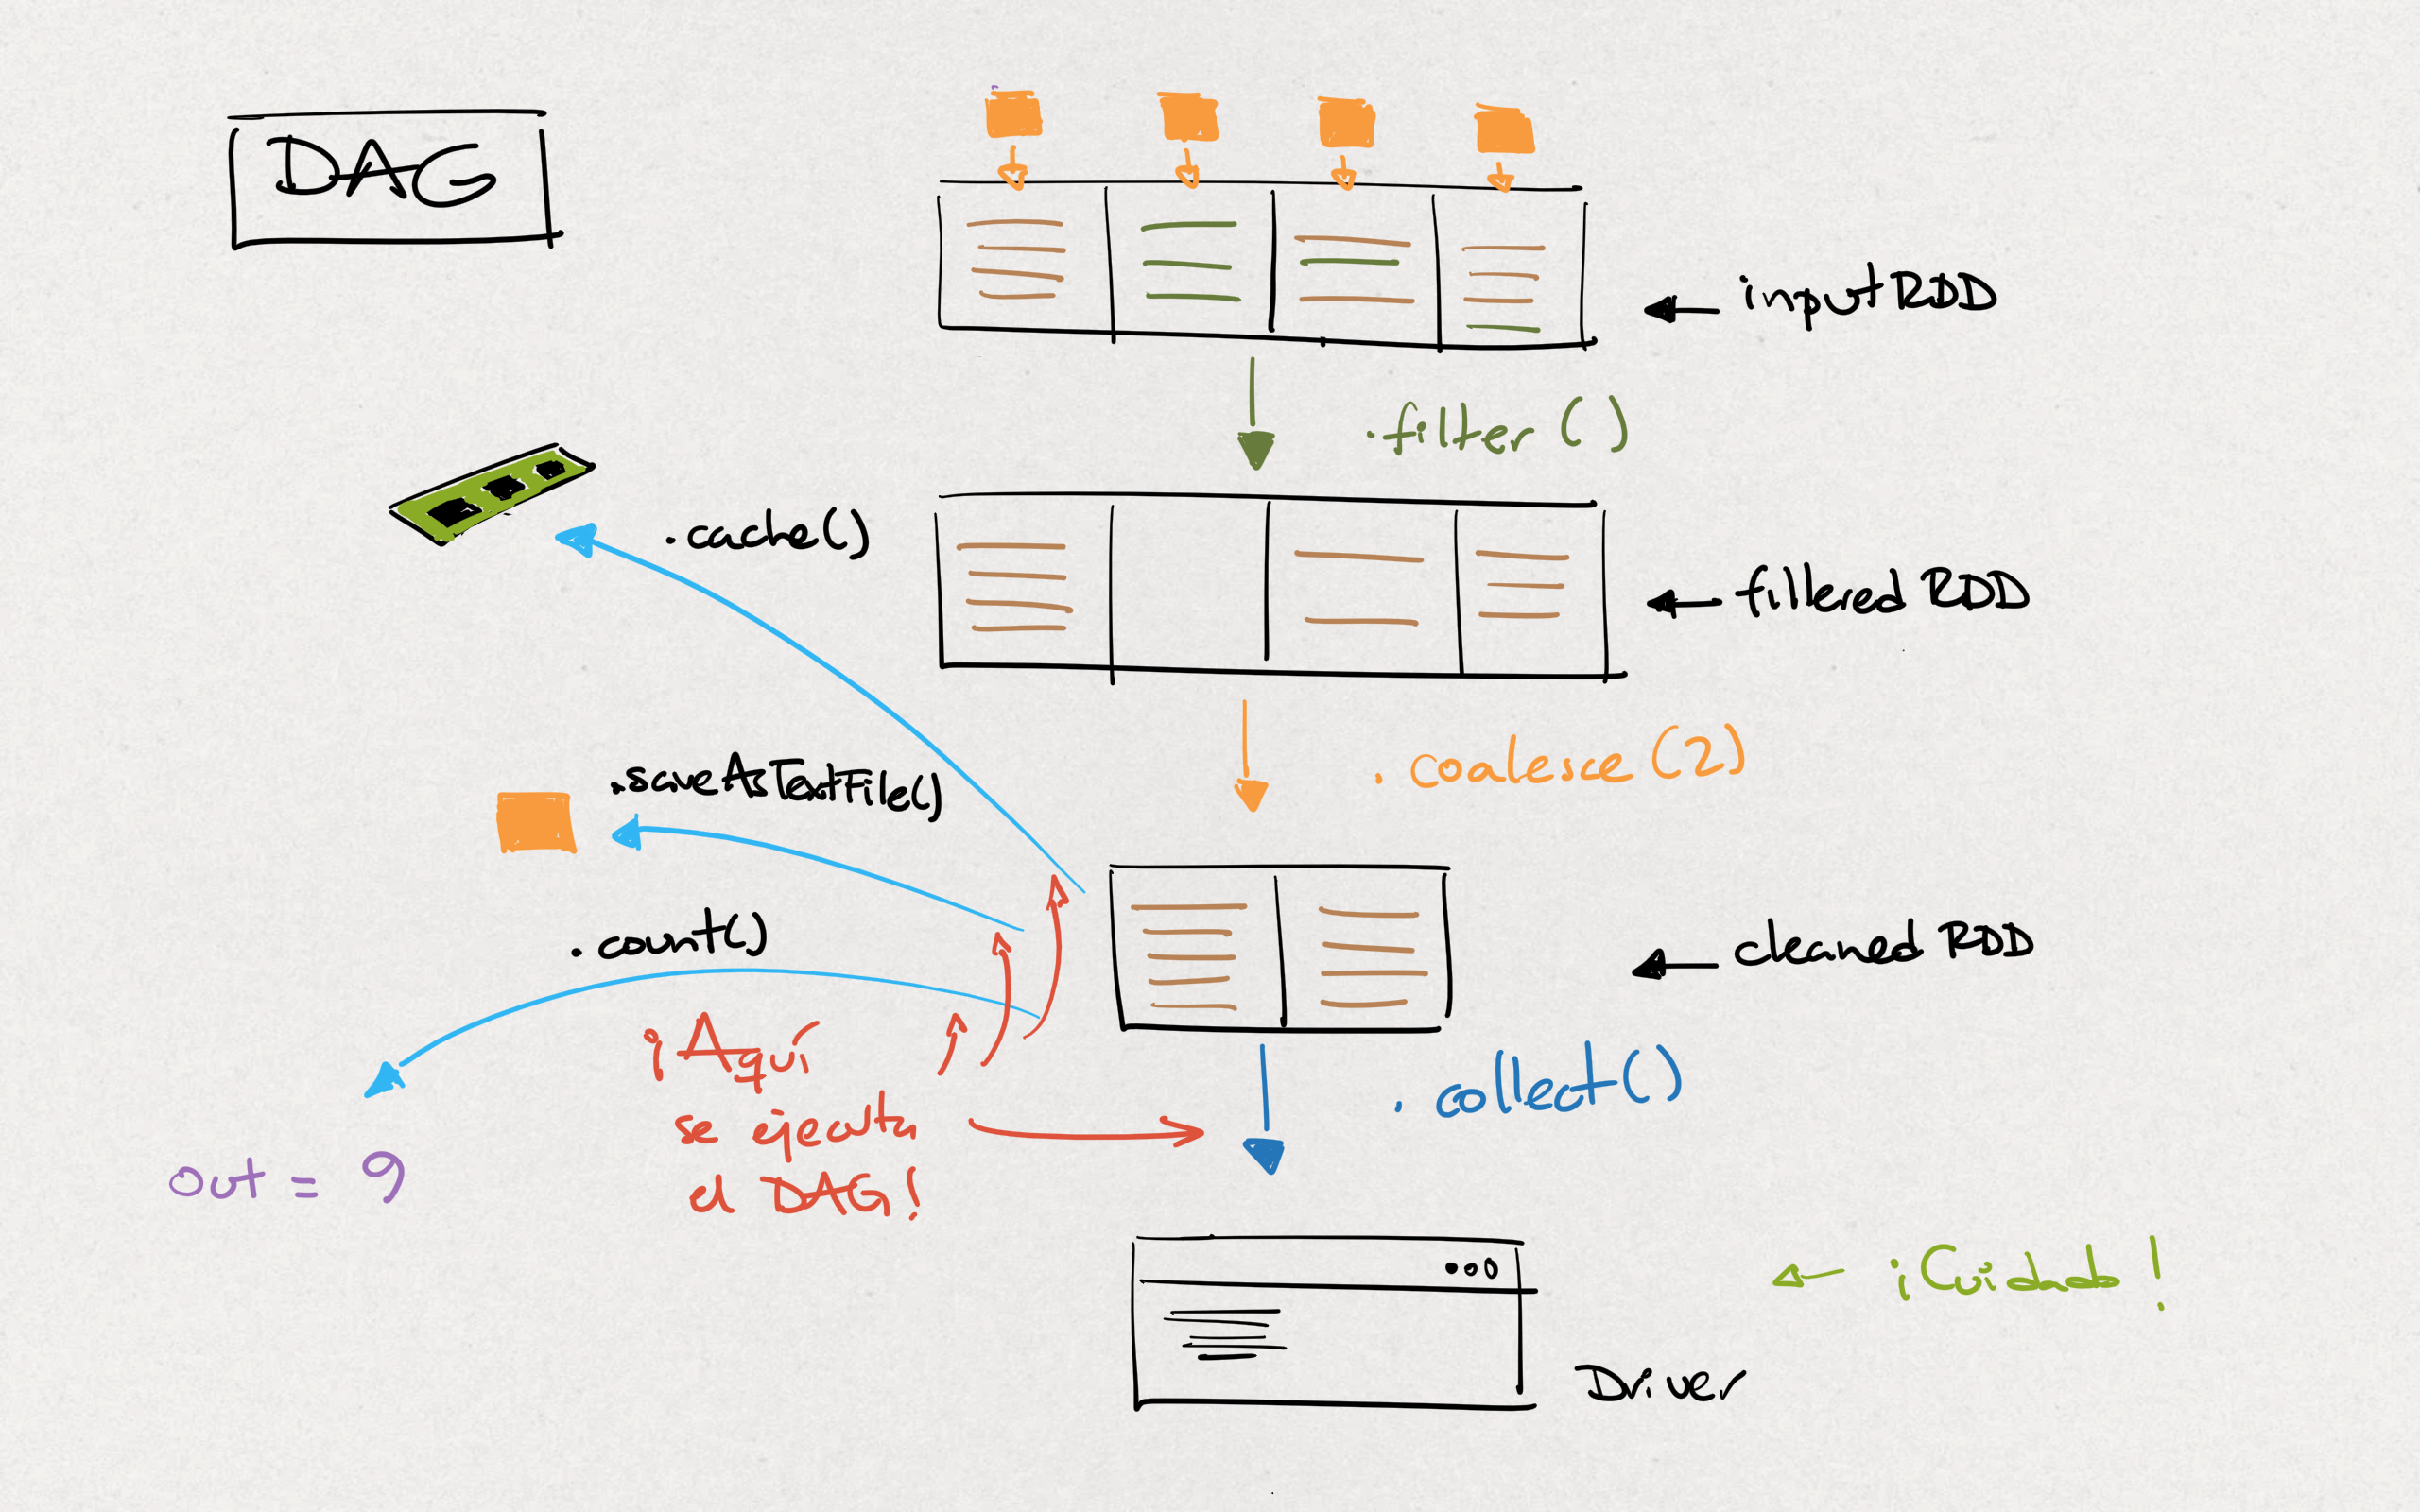 DAG
inputRDD
.filter()
.cache()
fillered RDD
.coalesce(2)
.saveAsTextFile()
.count()
cleaned RDD
¡Aquí
se ejecuta
el DAG!
.collect()
out = 9
¡Cuidado!
Driver